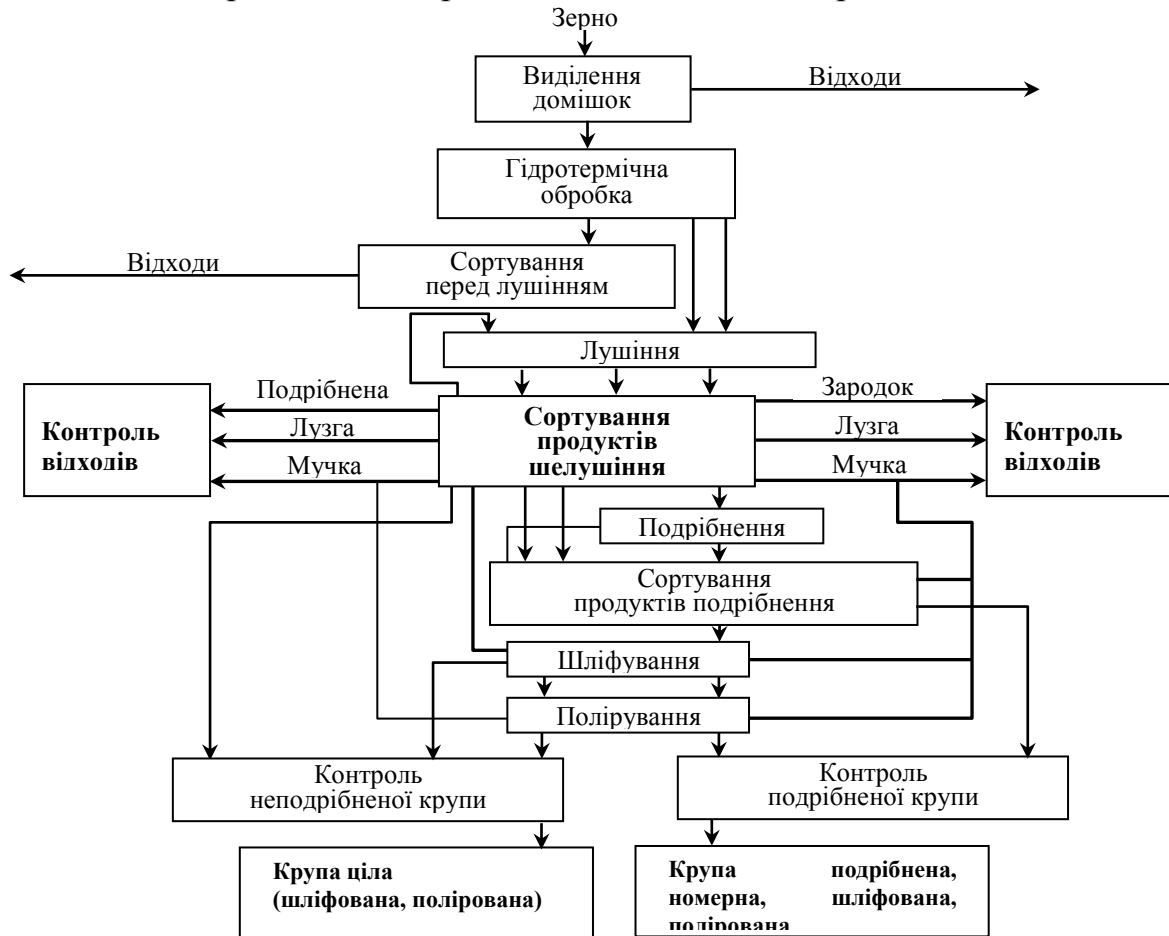 Зерно
Виділення
домішок
Відходи
Гідротермічна
обробка
Відходи
Сортування
перед лушінням
Лушіння
Подрібнена
Лузга
Мучка
Контроль
відходів
Сортування
продуктів
шелушіння
Зародок
Лузга
Мучка
Контроль
відходів
Подрібнення
Сортування
продуктів подрібнення
Шліфування
Полірування
Контроль
неподрібненої крупи
Контроль
подрібненої крупи
Крупа ціла
(шліфована, полірована)
Крупа подрібнена,
номерна, шліфована,
полірована